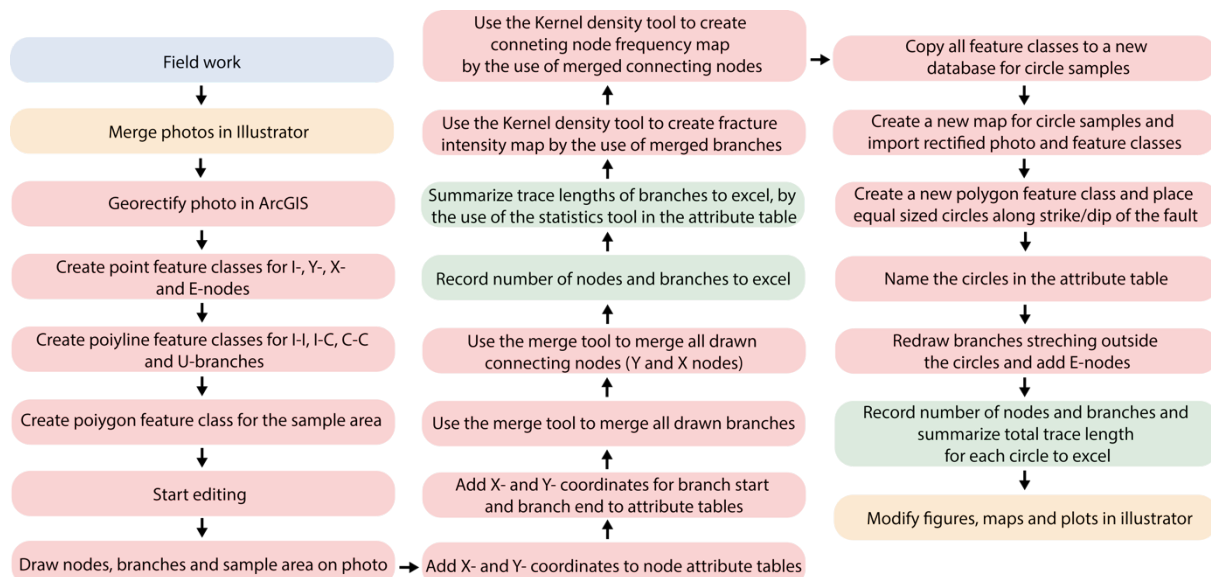 Field work
Merge photos in Illustrator
Georectify photo in ArcGIS
Create point feature classes for I-, Y-, X-
and E-nodes
Create poiyline feature classes for I-I, I-C, C-C
and U-branches
Create poiygon feature class for the sample area
Start editing
Draw nodes, branches and sample area on photo
Add X- and Y- coordinates to node attribute tables
Add X- and Y- coordinates for branch start
and branch end to attribute tables
Use the merge tool to merge all drawn branches
Use the merge tool to merge all drawn
connecting nodes (Y and X nodes)
Record number of nodes and branches to excel
Summarize trace lengths of branches to excel, by
the use of the statistics tool in the attribute table
Use the Kernel density tool to create fracture
intensity map by the use of merged branches
Use the Kernel density tool to create
conneting node frequency map
by the use of merged connecting nodes
Copy all feature classes to a new
database for circle samples
Create a new map for circle samples and
import rectified photo and feature classes
Create a new polygon feature class and place
equal sized circles along strike/dip of the fault
Name the circles in the attribute table
Redraw branches streching outside
the circles and add E-nodes
Record number of nodes and branches and
summarize total trace length
for each circle to excel
Modify figures, maps and plots in illustrator